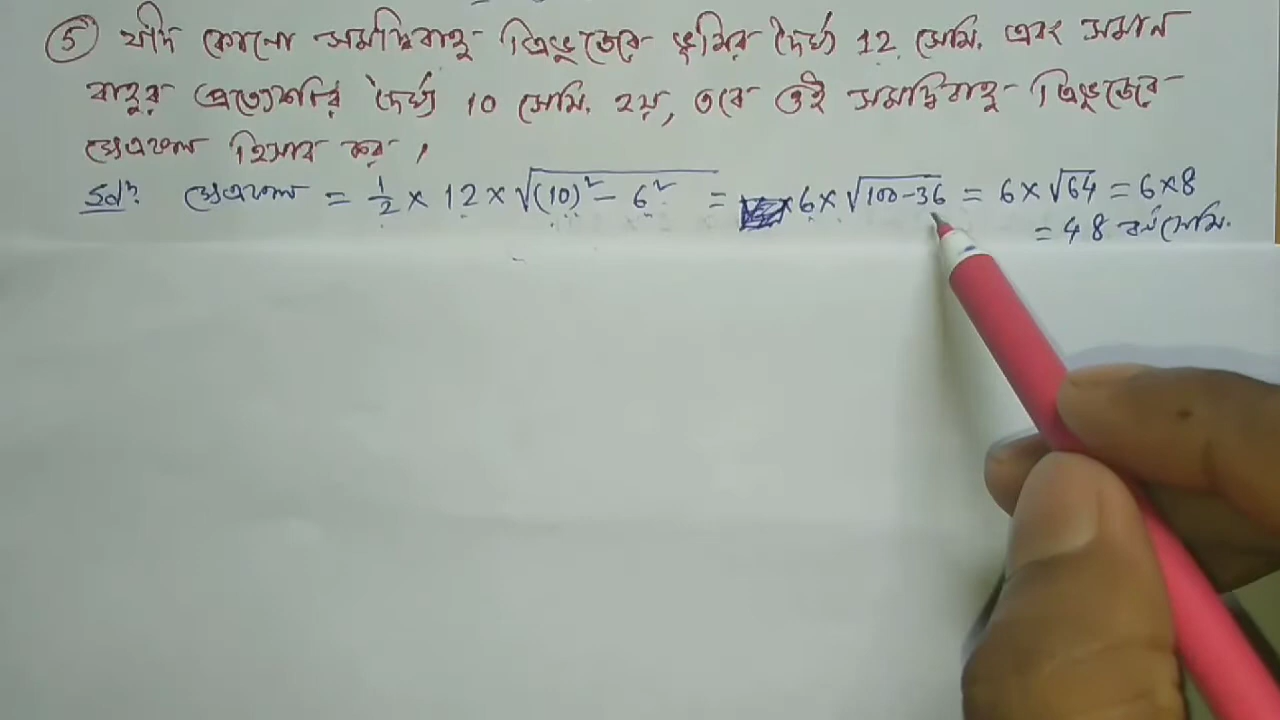 ⑤ যদি কোনো সমদ্বিবাহু ত্রিভুজের ভূমির দৈর্ঘ্য 12 সেমি. এবং সমান
বাহুর প্রত্যেকটির দৈর্ঘ্য 10 সেমি. হয়, তবে ওই সমদ্বিবাহু ত্রিভুজের
ক্ষেত্রফল হিসাব কর।
Solⁿ: ক্ষেত্রফল = 1/2 × 12 × √((10)² − 6²) = × 6 × √(100-36) = 6 × √64 = 6 × 8
= 48 বর্গসেমি.